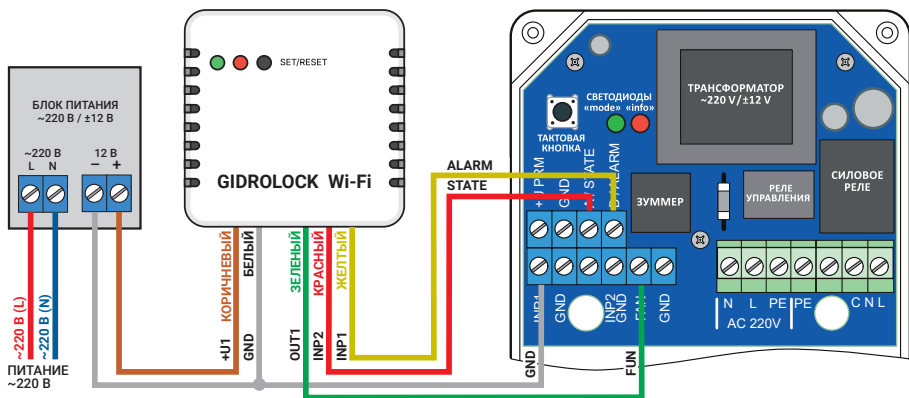 БЛОК ПИТАНИЯ
~220 В / ±12 В
~220 В
L N
12 В
− +
~220 В (L)
~220 В (N)
ПИТАНИЕ
~220 В
SET/RESET
GIDROLOCK Wi-Fi
КОРИЧНЕВЫЙ
БЕЛЫЙ
ЗЕЛЕНЫЙ
КРАСНЫЙ
ЖЕЛТЫЙ
+U1
GND
OUT1
INP2
INP1
ALARM
STATE
GND
FUN
ТРАНСФОРМАТОР
~220 V/±12 V
СВЕТОДИОДЫ
«mode» «info»
ТАКТОВАЯ
КНОПКА
+U PRM
GND
A / STATE
B / ALARM
ЗУММЕР
РЕЛЕ
УПРАВЛЕНИЯ
СИЛОВОЕ
РЕЛЕ
INP1
GND
INP2
GND
FAN
GND
N L PE PE C N L
AC 220V